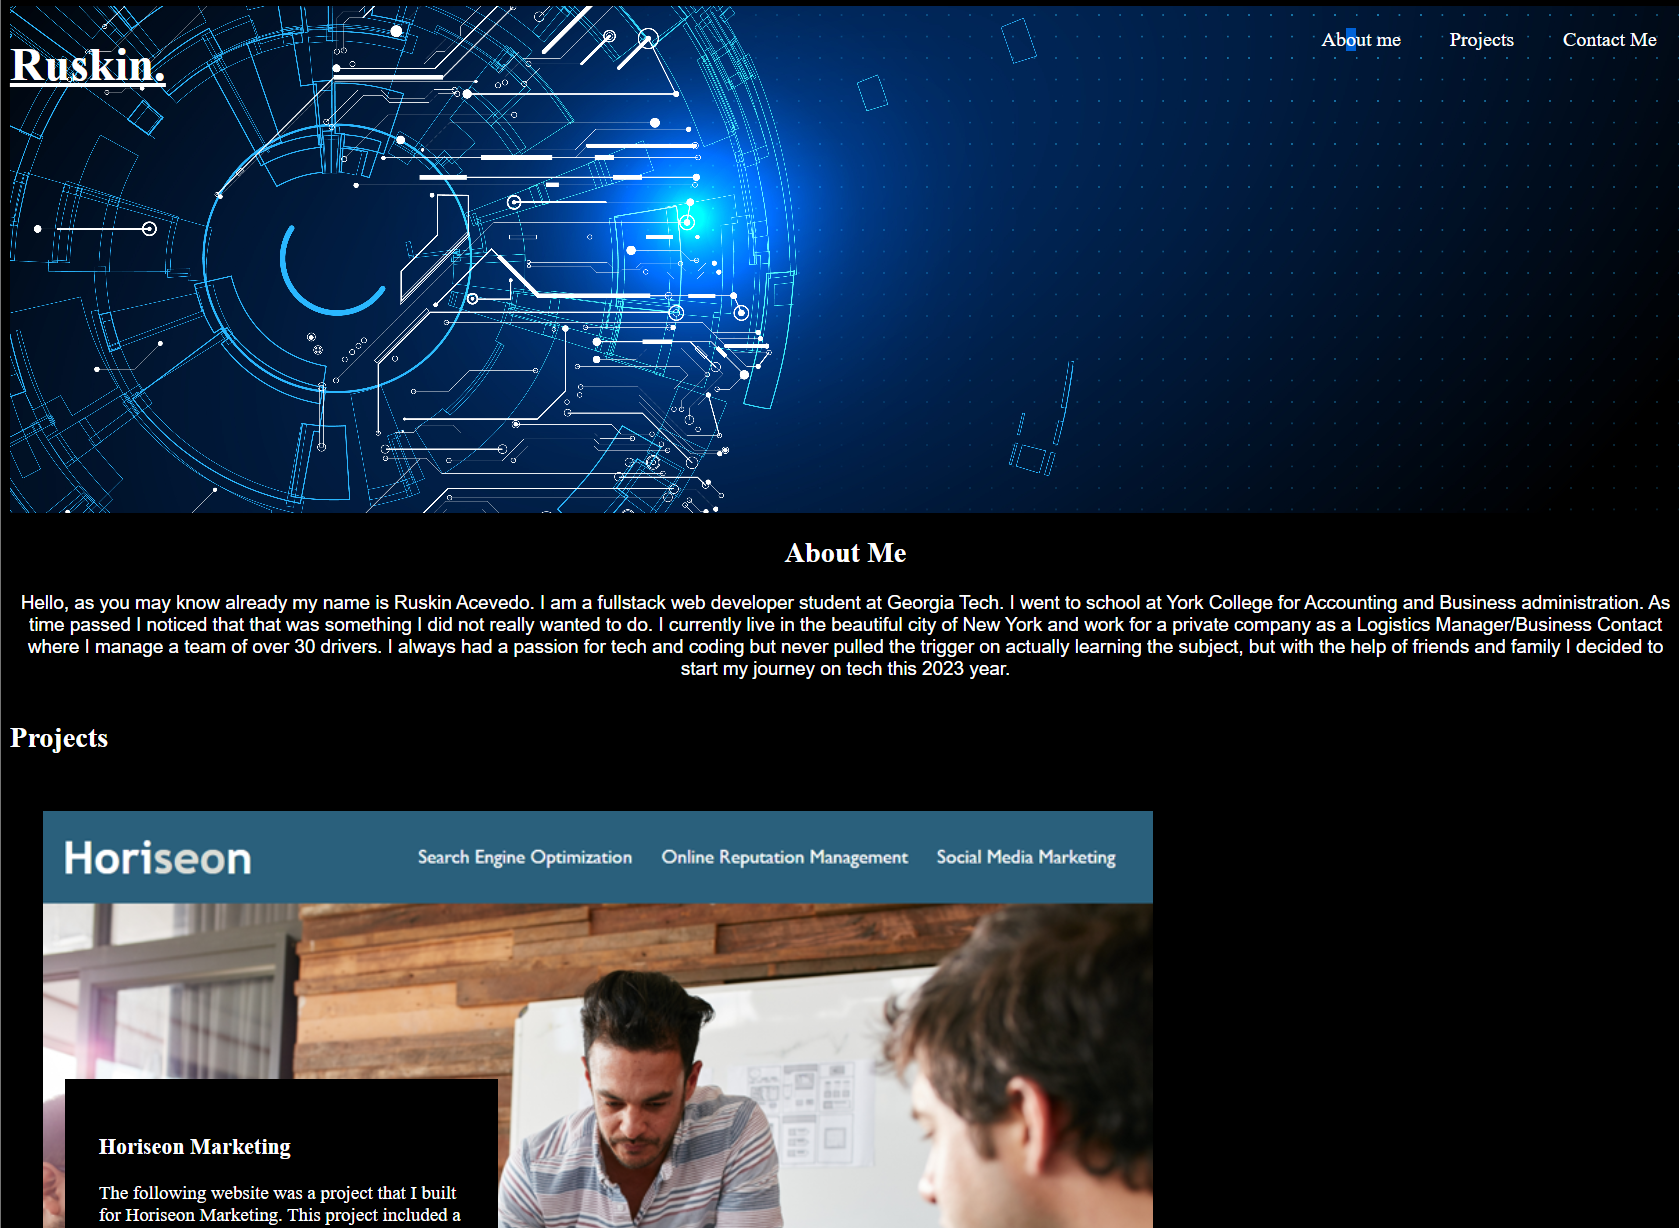 Ruskin.
About me
Projects
Contact Me
About Me
Hello, as you may know already my name is Ruskin Acevedo. I am a fullstack web developer student at Georgia Tech. I went to school at York College for Accounting and Business administration. As
time passed I noticed that that was something I did not really wanted to do. I currently live in the beautiful city of New York and work for a private company as a Logistics Manager/Business Contact
where I manage a team of over 30 drivers. I always had a passion for tech and coding but never pulled the trigger on actually learning the subject, but with the help of friends and family I decided to
start my journey on tech this 2023 year.
Projects
Horiseon
Search Engine Optimization
Online Reputation Management
Social Media Marketing
Horiseon Marketing
The following website was a project that I built
for Horiseon Marketing. This project included a